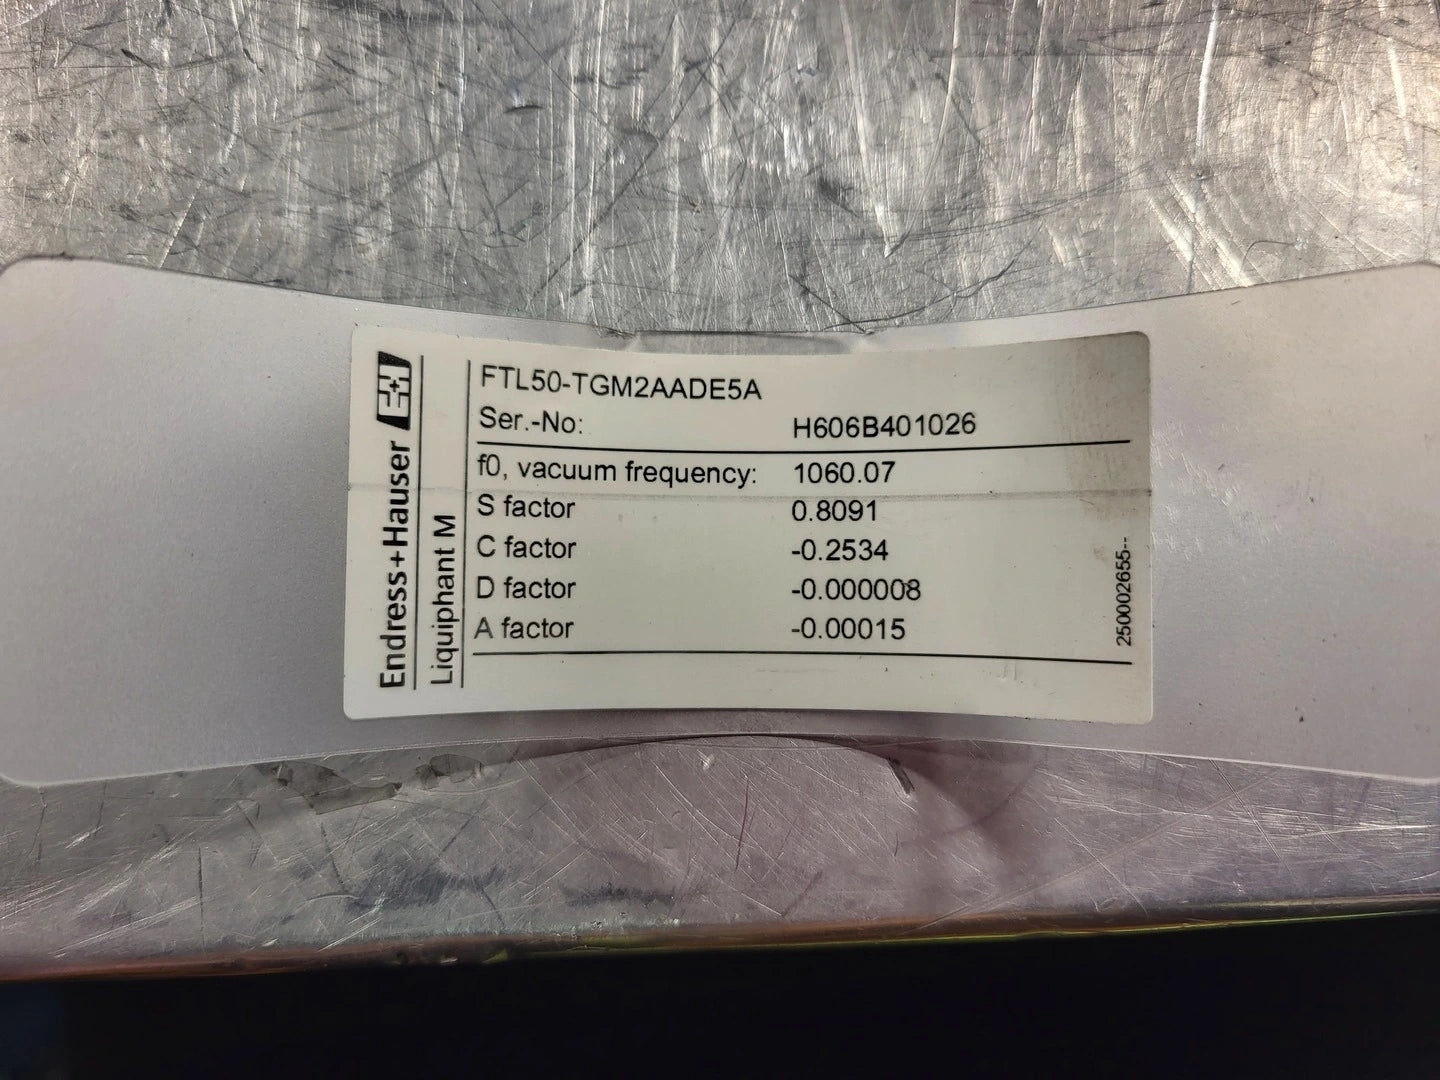 Endress+Hauser EH
Liquiphant M
FTL50-TGM2AADE5A
Ser.-No: H606B401026
f0, vacuum frequency: 1060.07
S factor 0.8091
C factor -0.2534
D factor -0.000008
A factor -0.00015
250002655--